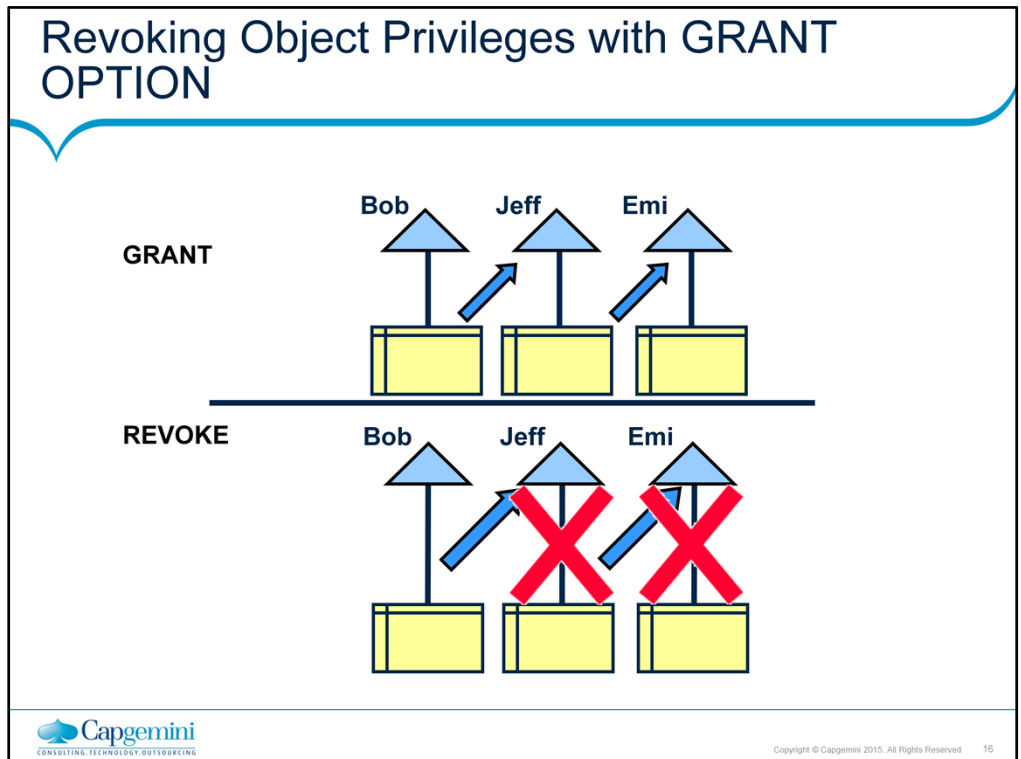 Revoking Object Privileges with GRANT
OPTION
Bob Jeff Emi
GRANT
REVOKE
Bob Jeff Emi
Capgemini
CONSULTING.TECHNOLOGY.OUTSOURCING
Copyright © Capgemini 2015. All Rights Reserved 16